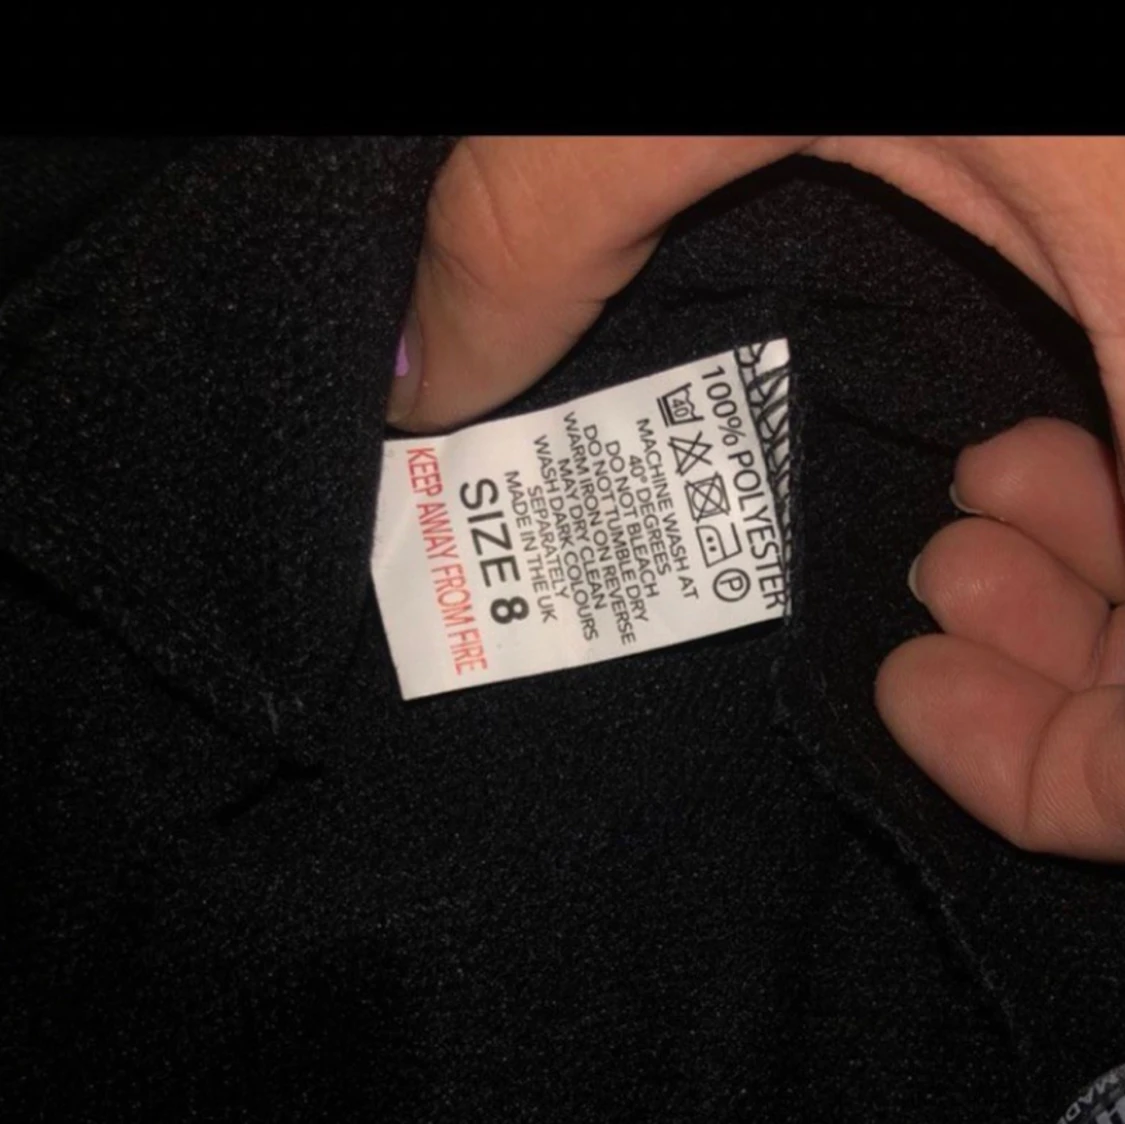 100% POLYESTER
40 P
MACHINE WASH AT
40° DEGREES
DO NOT BLEACH
DO NOT TUMBLE DRY
WARM IRON ON REVERSE
MAY DRY CLEAN
WASH DARK COLOURS
SEPARATELY
MADE IN THE UK
SIZE 8
KEEP AWAY FROM FIRE